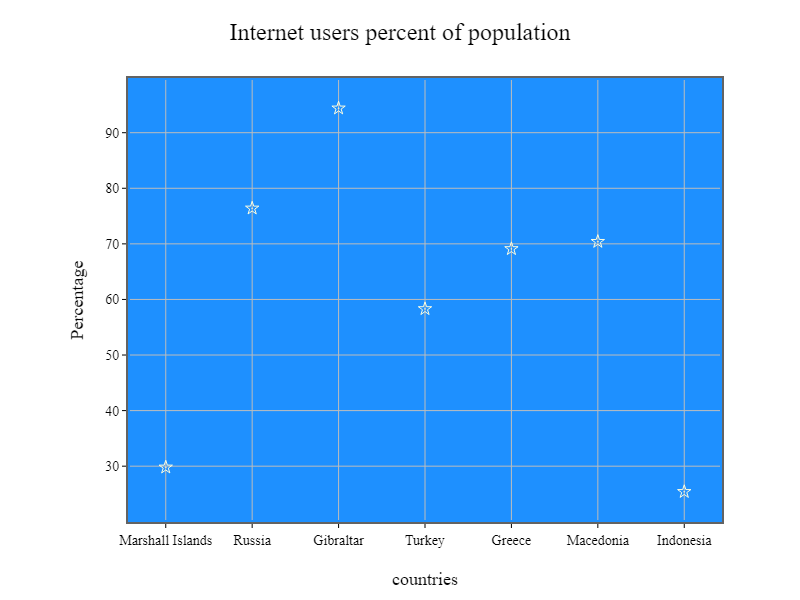 Internet users percent of population
Percentage
90
80
70
60
50
40
30
Marshall Islands Russia Gibraltar Turkey Greece Macedonia Indonesia
countries